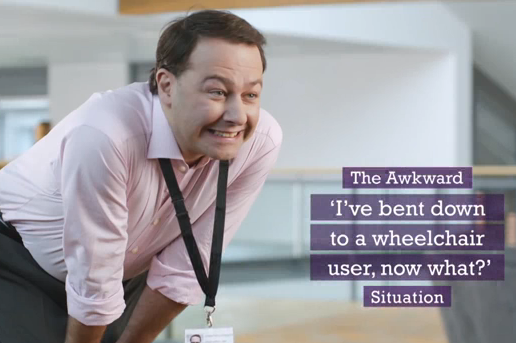 The Awkward
‘I’ve bent down
to a wheelchair
user, now what?’
Situation